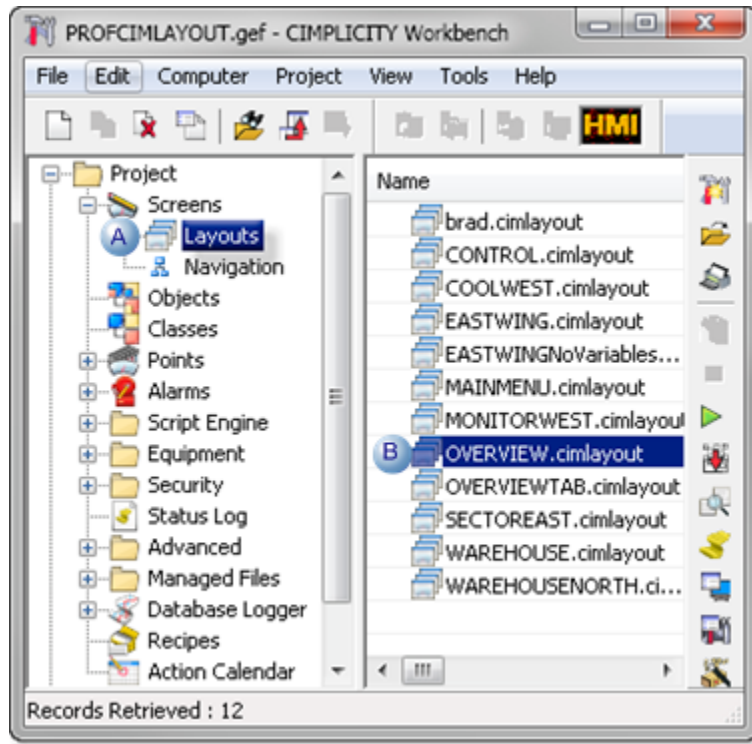 PROFCIMLAYOUT.gef - CIMPLICITY Workbench
File Edit Computer Project View Tools Help
HMI
Project
Screens
A Layouts
Navigation
Objects
Classes
Points
Alarms
Script Engine
Equipment
Security
Status Log
Advanced
Managed Files
Database Logger
Recipes
Action Calendar
Name
brad.cimlayout
CONTROL.cimlayout
COOLWEST.cimlayout
EASTWING.cimlayout
EASTWINGNoVariables...
MAINMENU.cimlayout
MONITORWEST.cimlayou
B OVERVIEW.cimlayout
OVERVIEWTAB.cimlayout
SECTOREAST.cimlayout
WAREHOUSE.cimlayout
WAREHOUSENORTH.ci...
Records Retrieved : 12